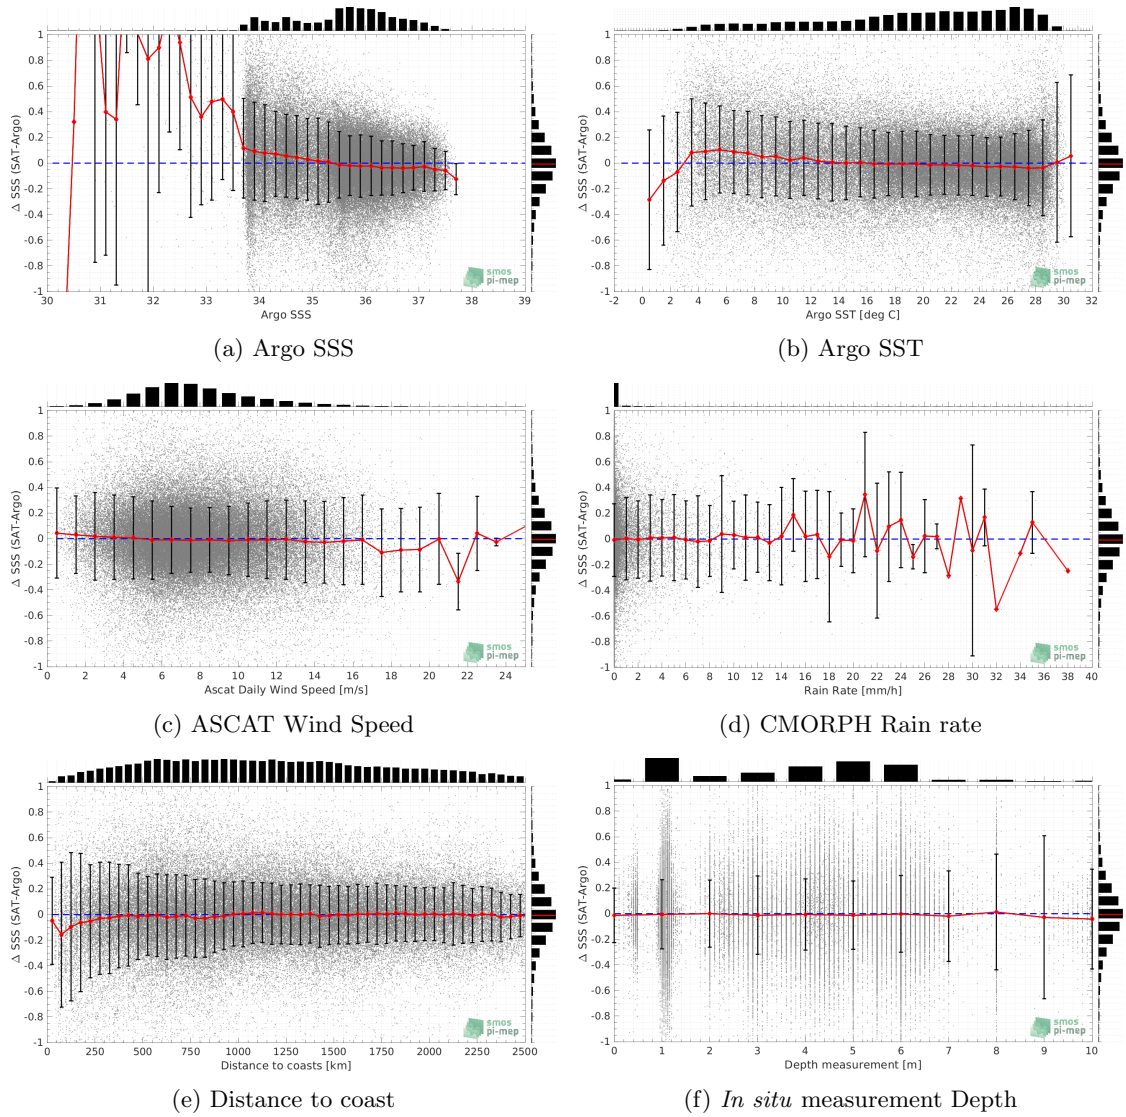 1
0.8
0.6
0.4
0.2
0
-0.2
-0.4
-0.6
-0.8
-1
Δ SSS (SAT-Argo)
30 31 32 33 34 35 36 37 38 39
Argo SSS
smos
pi-mep
(a) Argo SSS
1
0.8
0.6
0.4
0.2
0
-0.2
-0.4
-0.6
-0.8
-1
Δ SSS (SAT-Argo)
-2 0 2 4 6 8 10 12 14 16 18 20 22 24 26 28 30 32
Argo SST [deg C]
smos
pi-mep
(b) Argo SST
1
0.8
0.6
0.4
0.2
0
-0.2
-0.4
-0.6
-0.8
-1
Δ SSS (SAT-Argo)
0 2 4 6 8 10 12 14 16 18 20 22 24
Ascat Daily Wind Speed [m/s]
smos
pi-mep
(c) ASCAT Wind Speed
1
0.8
0.6
0.4
0.2
0
-0.2
-0.4
-0.6
-0.8
-1
Δ SSS (SAT-Argo)
0 2 4 6 8 10 12 14 16 18 20 22 24 26 28 30 32 34 36 38 40
Rain Rate [mm/h]
smos
pi-mep
(d) CMORPH Rain rate
1
0.8
0.6
0.4
0.2
0
-0.2
-0.4
-0.6
-0.8
-1
Δ SSS (SAT-Argo)
0 250 500 750 1000 1250 1500 1750 2000 2250 2500
Distance to coasts [km]
smos
pi-mep
(e) Distance to coast
1
0.8
0.6
0.4
0.2
0
-0.2
-0.4
-0.6
-0.8
-1
Δ SSS (SAT-Argo)
0 1 2 3 4 5 6 7 8 9 10
Depth measurement [m]
smos
pi-mep
(f) In situ measurement Depth